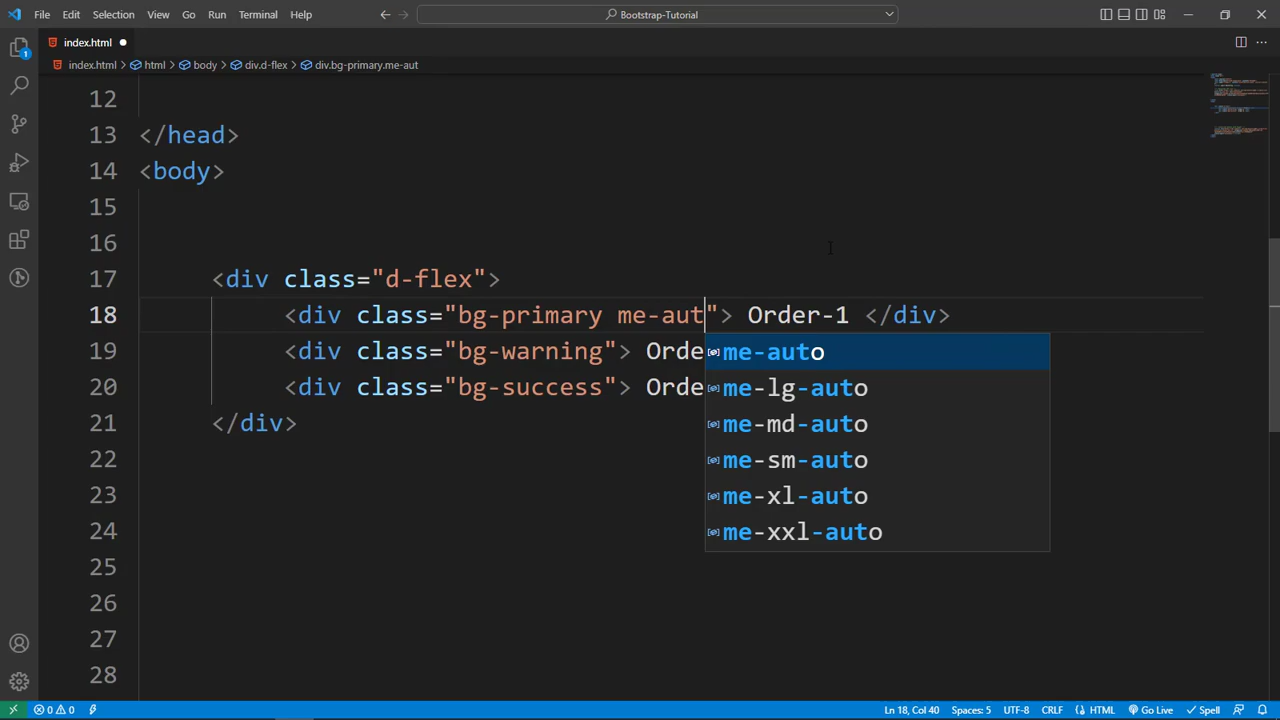 File Edit Selection View Go Run Terminal Help
Bootstrap-Tutorial
index.html
index.html > html > body > div.d-flex > div.bg-primary.me-aut
1
12
13 </head>
14 <body>
15
16
17 <div class="d-flex">
18 <div class="bg-primary me-aut"> Order-1 </div>
19 <div class="bg-warning"> Orde
20 <div class="bg-success"> Orde
21 </div>
22
23
24
25
26
27
28
me-auto
me-lg-auto
me-md-auto
me-sm-auto
me-xl-auto
me-xxl-auto
0 0
Ln 18, Col 40 Spaces: 5 UTF-8 CRLF HTML Go Live Spell